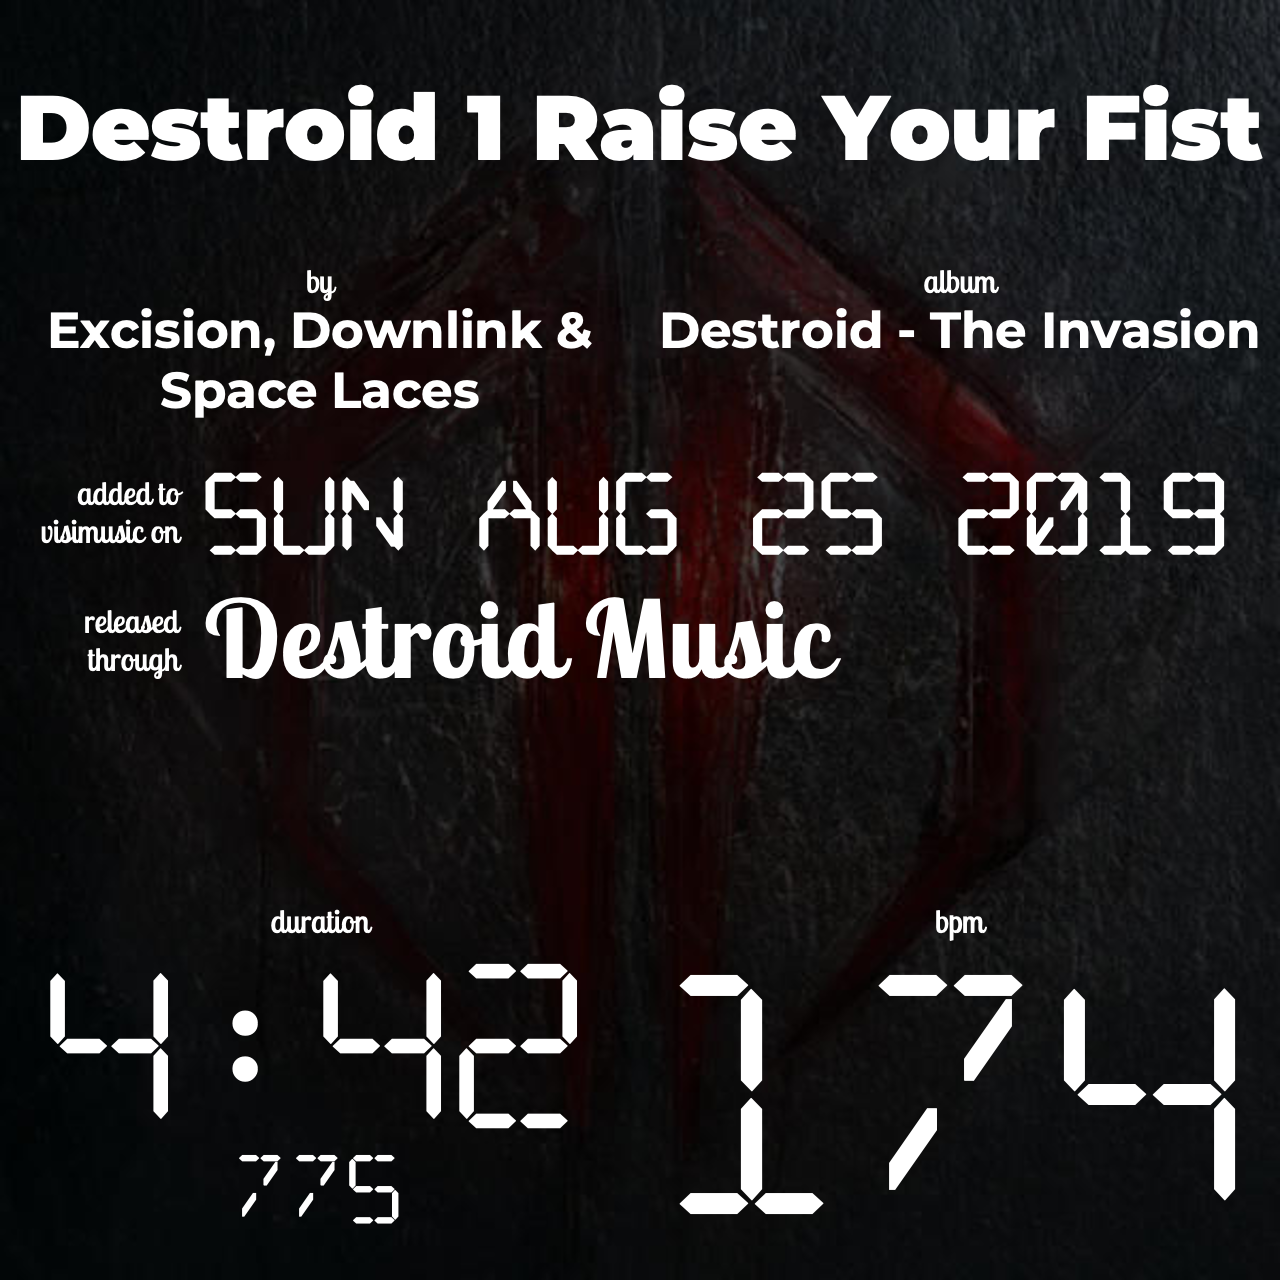 Destroid 1 Raise Your Fist
by
Excision, Downlink &
Space Laces
album
Destroid - The Invasion
added to
visimusic on
SUN AUG 25 2019
released
through
Destroid Music
duration
4:42
775
bpm
174